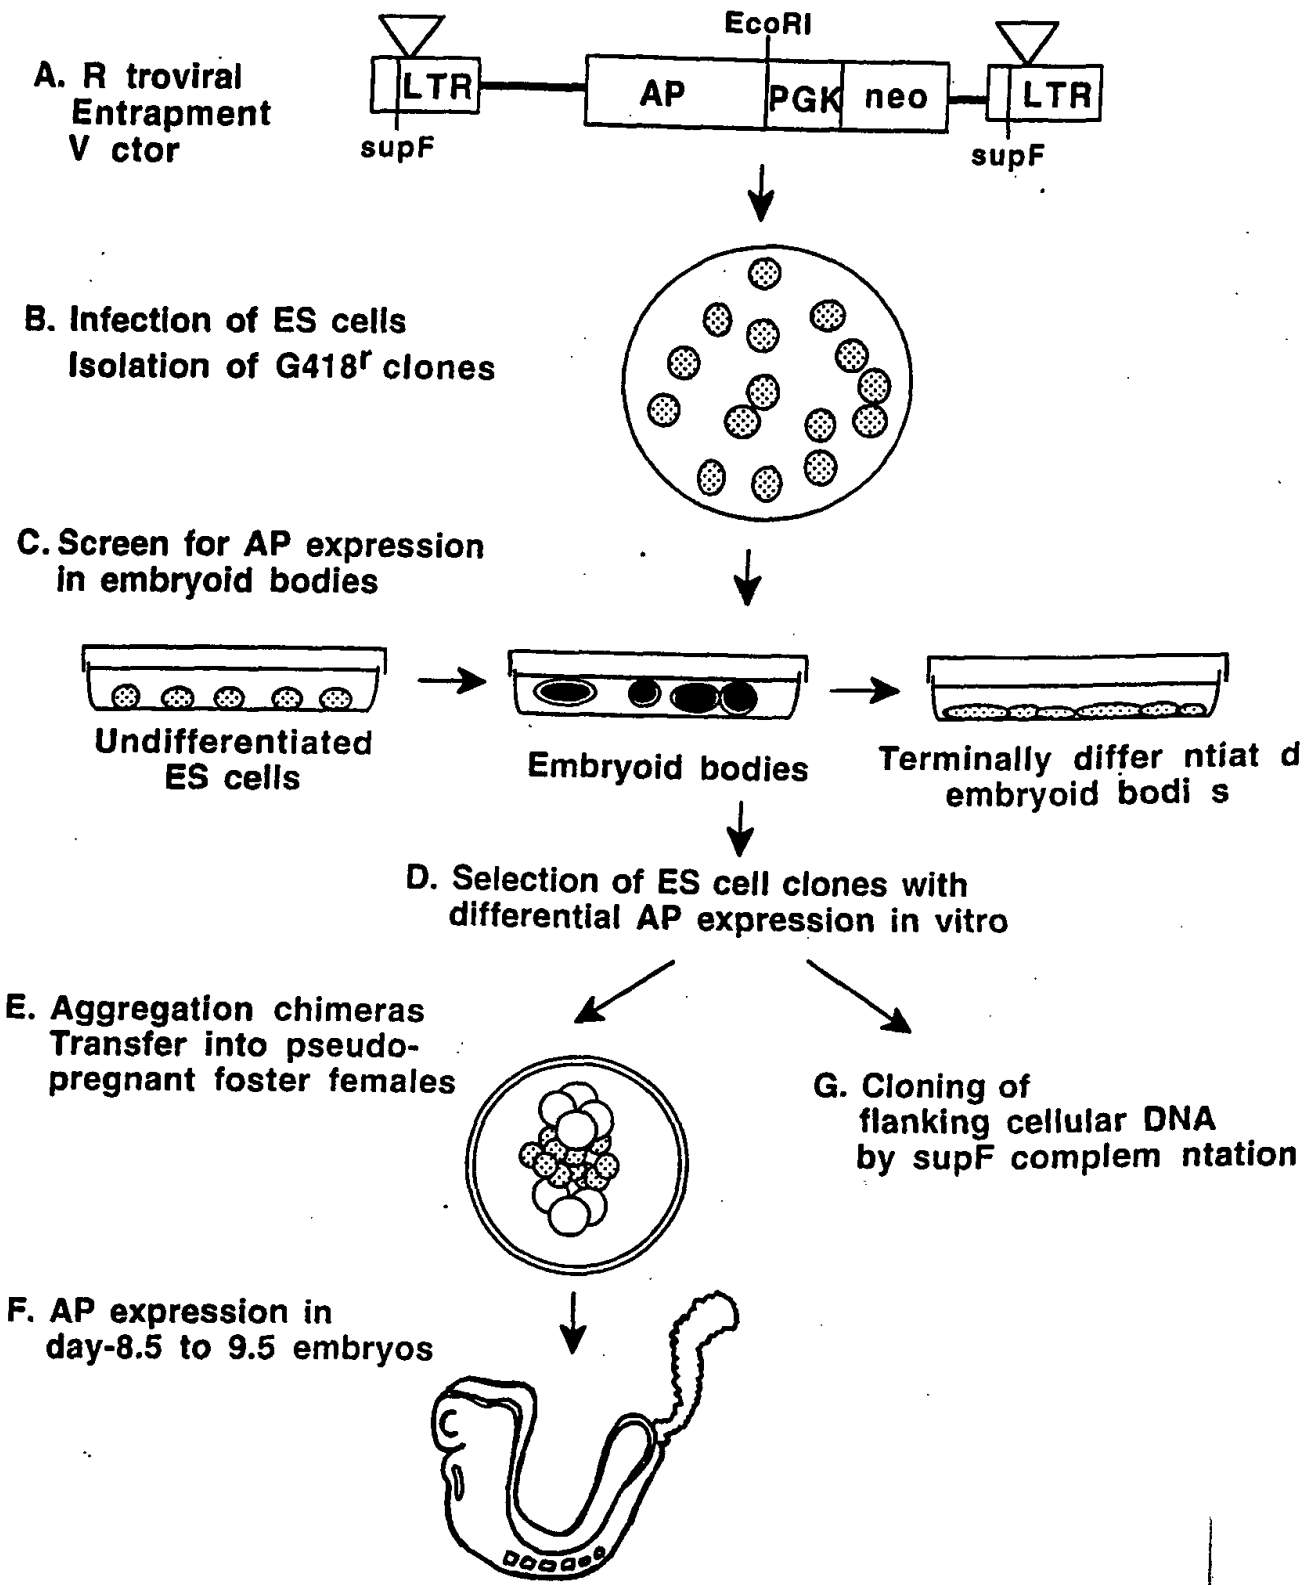 EcoRI
A. R troviral
Entrapment
V ctor
LTR
AP
PGK
neo
LTR
supF
supF
B. Infection of ES cells
Isolation of G418r clones
C. Screen for AP expression
in embryoid bodies
Undifferentiated
ES cells
Embryoid bodies
Terminally differ ntiat d
embryoid bodi s
D. Selection of ES cell clones with
differential AP expression in vitro
E. Aggregation chimeras
Transfer into pseudo-
pregnant foster females
G. Cloning of
flanking cellular DNA
by supF complem ntation
F. AP expression in
day-8.5 to 9.5 embryos